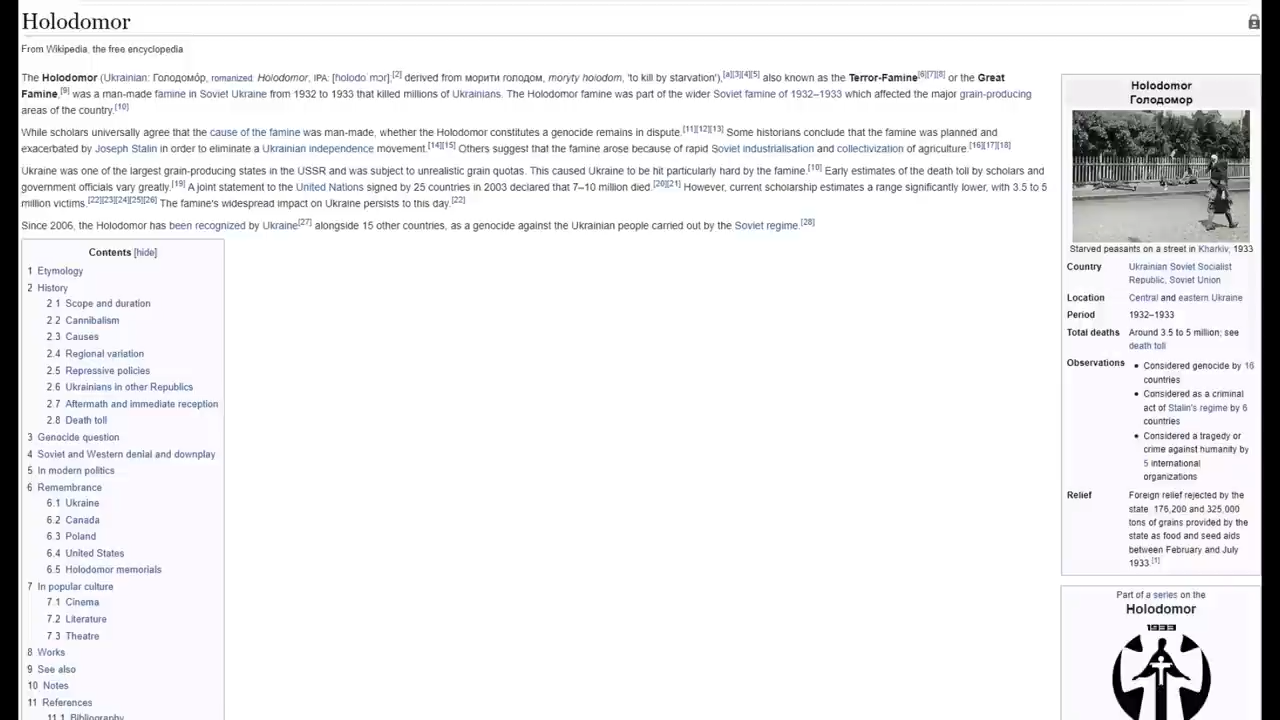 Holodomor
From Wikipedia, the free encyclopedia
The Holodomor (Ukrainian: Голодомо́р, romanized: Holodomor, IPA: [holodoˈmɔr];[2] derived from морити голодом, moryty holodom, 'to kill by starvation'),[a][3][4][5] also known as the Terror-Famine[6][7][8] or the Great
Famine,[9] was a man-made famine in Soviet Ukraine from 1932 to 1933 that killed millions of Ukrainians. The Holodomor famine was part of the wider Soviet famine of 1932–1933 which affected the major grain-producing
areas of the country.[10]
While scholars universally agree that the cause of the famine was man-made, whether the Holodomor constitutes a genocide remains in dispute.[11][12][13] Some historians conclude that the famine was planned and
exacerbated by Joseph Stalin in order to eliminate a Ukrainian independence movement.[14][15] Others suggest that the famine arose because of rapid Soviet industrialisation and collectivization of agriculture.[16][17][18]
Ukraine was one of the largest grain-producing states in the USSR and was subject to unrealistic grain quotas. This caused Ukraine to be hit particularly hard by the famine.[10] Early estimates of the death toll by scholars and
government officials vary greatly.[19] A joint statement to the United Nations signed by 25 countries in 2003 declared that 7–10 million died.[20][21] However, current scholarship estimates a range significantly lower, with 3.5 to 5
million victims.[22][23][24][25][26] The famine's widespread impact on Ukraine persists to this day.[22]
Since 2006, the Holodomor has been recognized by Ukraine[27] alongside 15 other countries, as a genocide against the Ukrainian people carried out by the Soviet regime.[28]
Contents [hide]
1 Etymology
2 History
2.1 Scope and duration
2.2 Cannibalism
2.3 Causes
2.4 Regional variation
2.5 Repressive policies
2.6 Ukrainians in other Republics
2.7 Aftermath and immediate reception
2.8 Death toll
3 Genocide question
4 Soviet and Western denial and downplay
5 In modern politics
6 Remembrance
6.1 Ukraine
6.2 Canada
6.3 Poland
6.4 United States
6.5 Holodomor memorials
7 In popular culture
7.1 Cinema
7.2 Literature
7.3 Theatre
8 Works
9 See also
10 Notes
11 References
11.1 Bibliography
Holodomor
Голодомор
Starved peasants on a street in Kharkiv, 1933
Country Ukrainian Soviet Socialist
Republic, Soviet Union
Location Central and eastern Ukraine
Period 1932–1933
Total deaths Around 3.5 to 5 million; see
death toll
Observations • Considered genocide by 16
countries
• Considered as a criminal
act of Stalin's regime by 6
countries
• Considered a tragedy or
crime against humanity by
5 international
organizations
Relief Foreign relief rejected by the
state 176,200 and 325,000
tons of grains provided by the
state as food and seed aids
between February and July
1933.[1]
Part of a series on the
Holodomor
1933